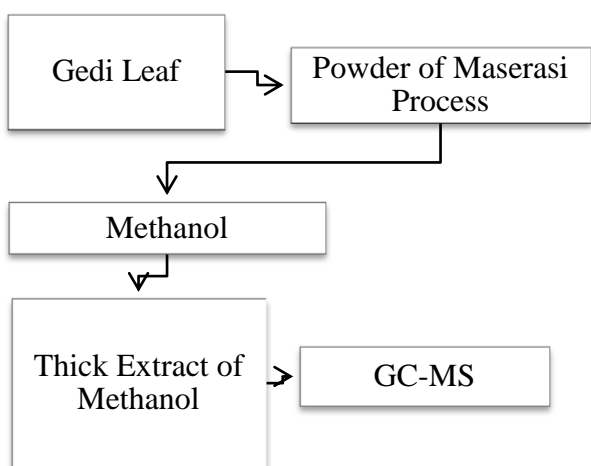 Gedi Leaf
Powder of Maserasi
Process
Methanol
Thick Extract of
Methanol
GC-MS